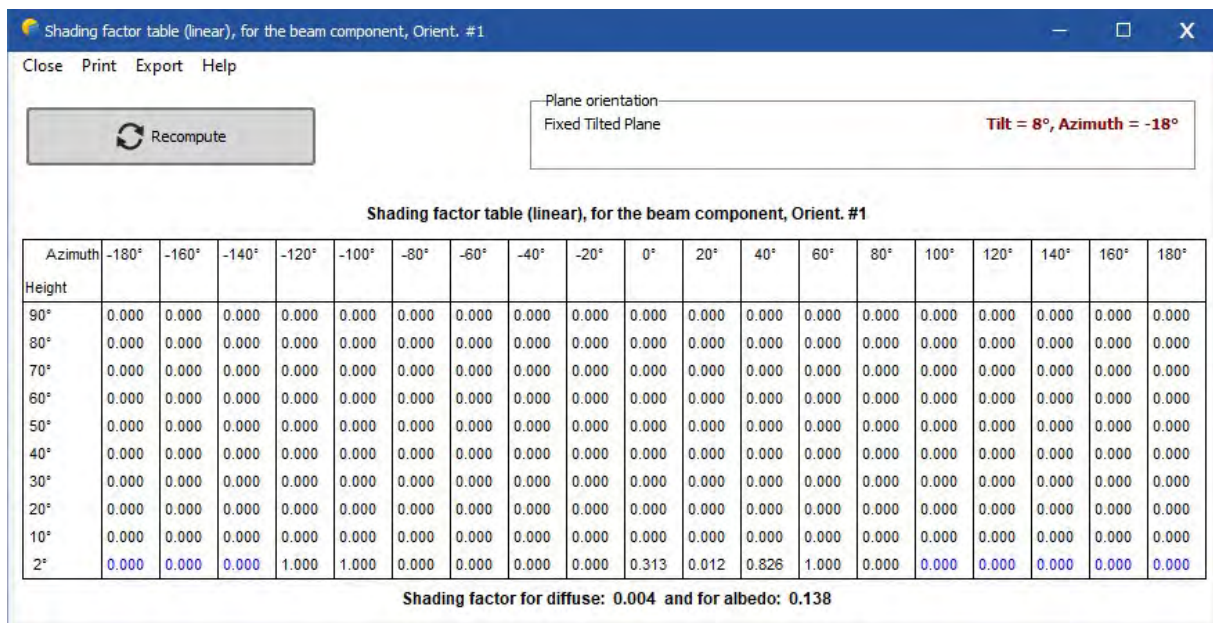 Shading factor table (linear), for the beam component, Orient. #1
Close Print Export Help
Plane orientation
Recompute
Fixed Tilted Plane Tilt = 8°, Azimuth = -18°
Shading factor table (linear), for the beam component, Orient. #1
Azimuth -180° -160° -140° -120° -100° -80° -60° -40° -20° 0° 20° 40° 60° 80° 100° 120° 140° 160° 180°
Height
90° 0.000 0.000 0.000 0.000 0.000 0.000 0.000 0.000 0.000 0.000 0.000 0.000 0.000 0.000 0.000 0.000 0.000 0.000 0.000
80° 0.000 0.000 0.000 0.000 0.000 0.000 0.000 0.000 0.000 0.000 0.000 0.000 0.000 0.000 0.000 0.000 0.000 0.000 0.000
70° 0.000 0.000 0.000 0.000 0.000 0.000 0.000 0.000 0.000 0.000 0.000 0.000 0.000 0.000 0.000 0.000 0.000 0.000 0.000
60° 0.000 0.000 0.000 0.000 0.000 0.000 0.000 0.000 0.000 0.000 0.000 0.000 0.000 0.000 0.000 0.000 0.000 0.000 0.000
50° 0.000 0.000 0.000 0.000 0.000 0.000 0.000 0.000 0.000 0.000 0.000 0.000 0.000 0.000 0.000 0.000 0.000 0.000 0.000
40° 0.000 0.000 0.000 0.000 0.000 0.000 0.000 0.000 0.000 0.000 0.000 0.000 0.000 0.000 0.000 0.000 0.000 0.000 0.000
30° 0.000 0.000 0.000 0.000 0.000 0.000 0.000 0.000 0.000 0.000 0.000 0.000 0.000 0.000 0.000 0.000 0.000 0.000 0.000
20° 0.000 0.000 0.000 0.000 0.000 0.000 0.000 0.000 0.000 0.000 0.000 0.000 0.000 0.000 0.000 0.000 0.000 0.000 0.000
10° 0.000 0.000 0.000 0.000 0.000 0.000 0.000 0.000 0.000 0.000 0.000 0.000 0.000 0.000 0.000 0.000 0.000 0.000 0.000
2° 0.000 0.000 0.000 1.000 1.000 0.000 0.000 0.000 0.000 0.313 0.012 0.826 1.000 0.000 0.000 0.000 0.000 0.000 0.000
Shading factor for diffuse: 0.004 and for albedo: 0.138